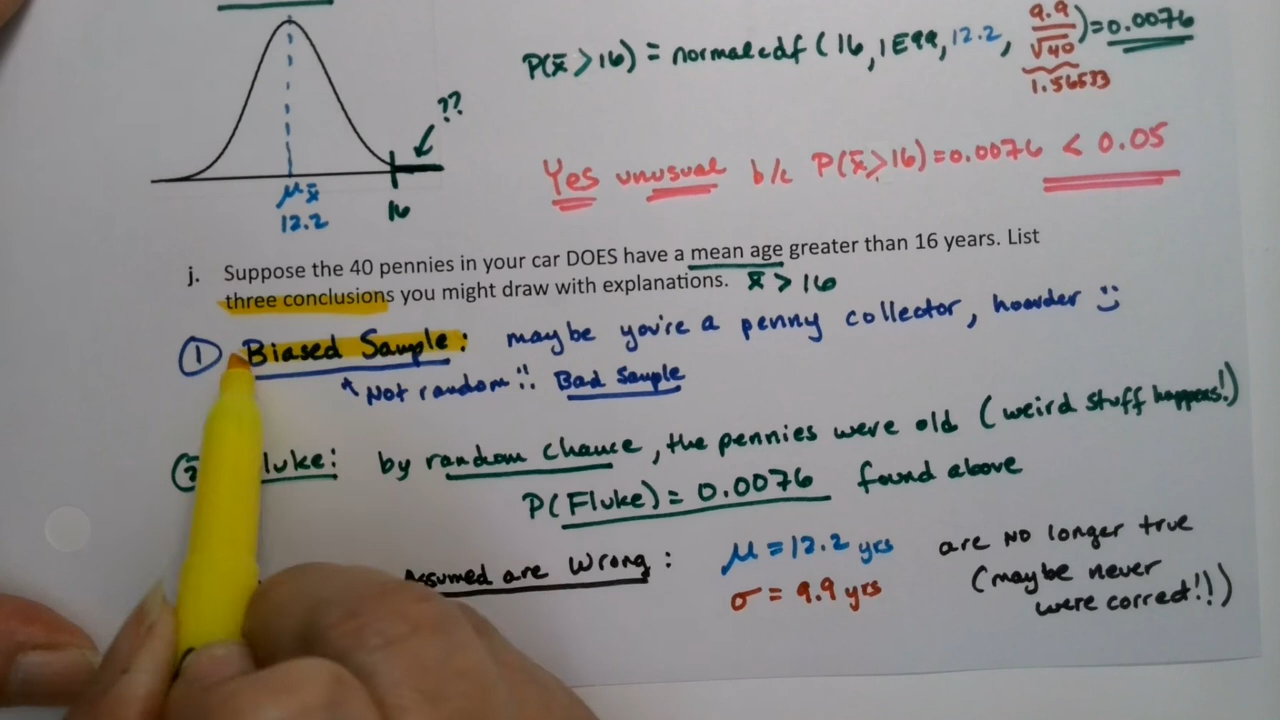 P(x̄ > 16) = normalcdf(16, 1E99, 12.2, 9.9/√40) = 0.0076
1.56533
??
Yes unusual b/c P(x̄ > 16) = 0.0076 < 0.05
μx̄
12.2
16
j. Suppose the 40 pennies in your car DOES have a mean age greater than 16 years. List
three conclusions you might draw with explanations. x̄ > 16
① Biased Sample: maybe you're a penny collector, hoarder
Not random!! Bad Sample
luke: by random chance, the pennies were old (weird stuff happens!)
P(Fluke) = 0.0076 found above
Assumed are Wrong: μ = 12.2 yrs are NO longer true
σ = 9.9 yrs (maybe never
were correct!!)